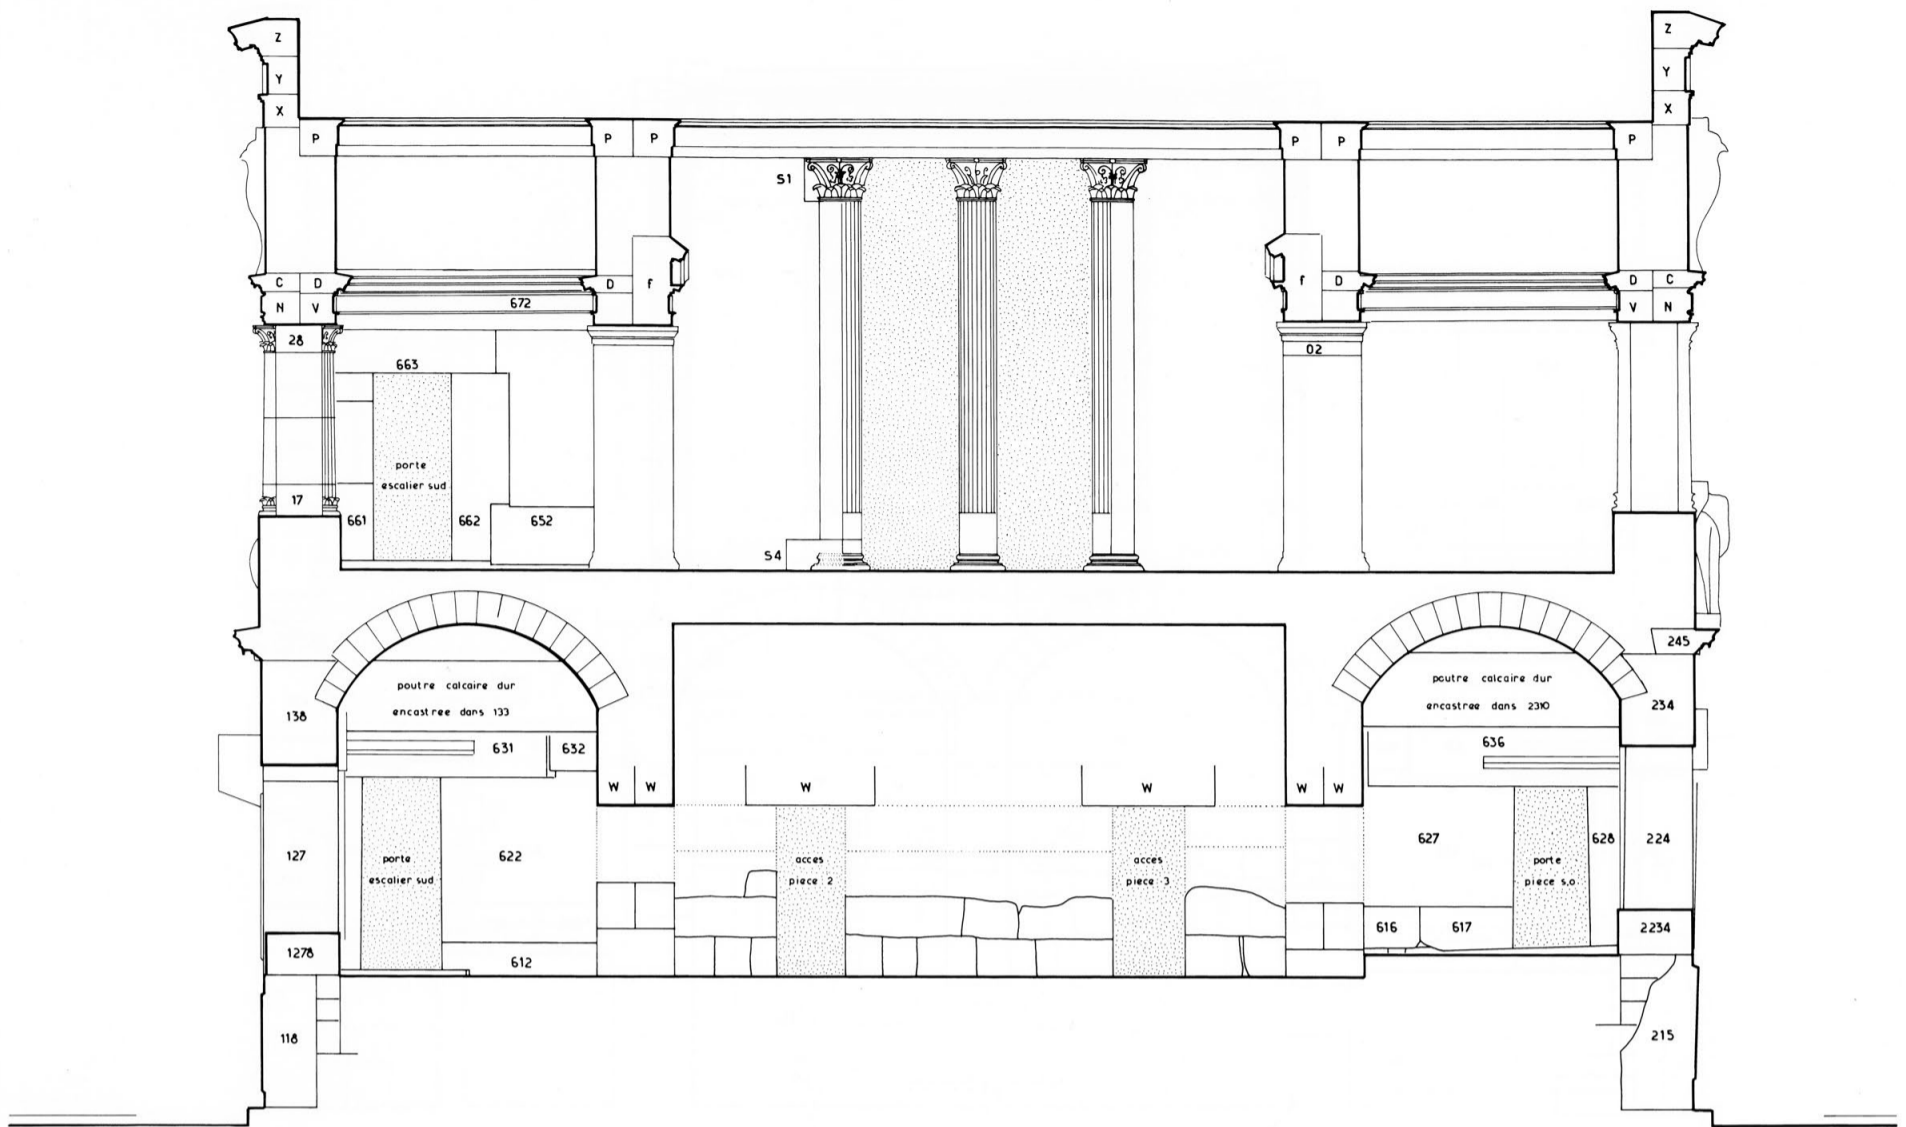 Z Z
Y Y
X X
P P P P P P
S1
C D D f f D D C
N V 672 V N
28
663 O2
porte
escalier sud
17
661 662 652
S4
245
poutre calcaire dur
encastree dans 133
poutre calcaire dur
encastree dans 2310
138 234
631 632 636
W W W W W W
127 622
porte
escalier sud
acces
piece 2
acces
piece 3
627 628 224
porte
piece s.o.
616 617 2234
1278 612
118 215